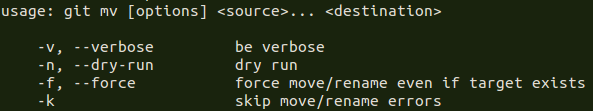 usage: git mv [options] <source>... <destination>
-v, --verbose be verbose
-n, --dry-run dry run
-f, --force force move/rename even if target exists
-k skip move/rename errors